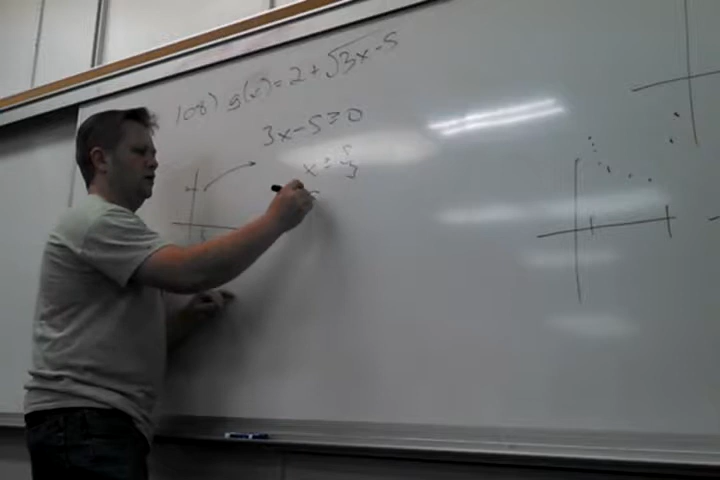 108) g(x) = 2 + √3x-5
3x - 5 ≥ 0
x ≥ 5/3